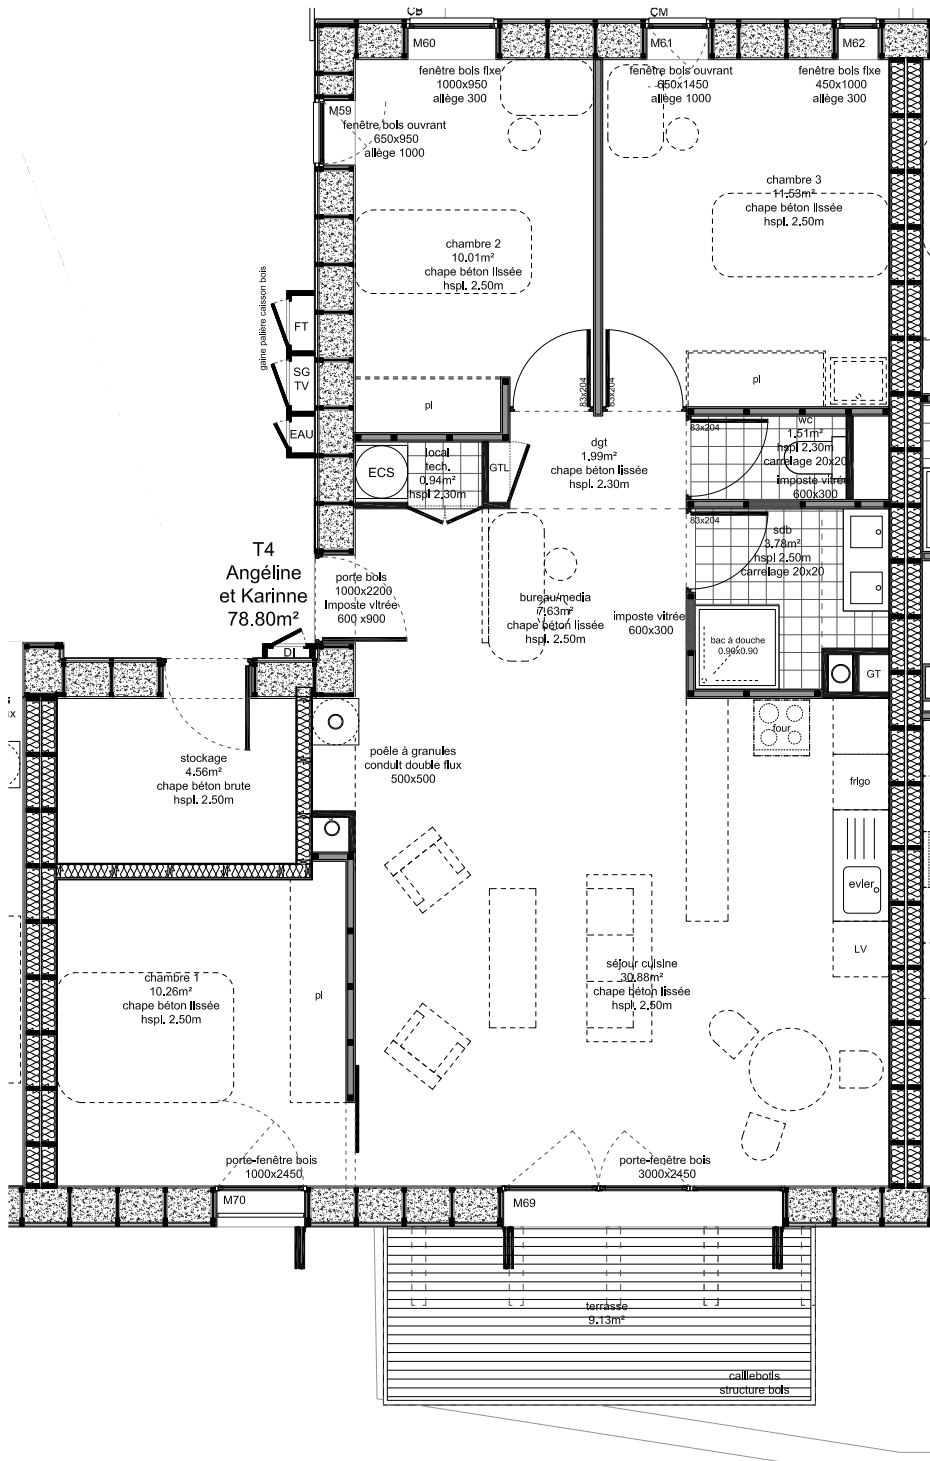 CB
CM
M60
M61
M62
fenêtre bois fixe
1000x950
allège 300
fenêtre bois ouvrant
650x1450
allège 1000
fenêtre bois fixe
450x1000
allège 300
M59
fenêtre bois ouvrant
650x950
allège 1000
chambre 3
11.53m²
chape béton lissée
hspl. 2.50m
chambre 2
10.01m²
chape béton lissée
hspl. 2.50m
gaine palière caisson bois
FT
SG
TV
EAU
pl
pl
83x204
83x204
83x204
wc
1.51m²
hspl 2.30m
carrelage 20x20
imposte vitrée
600x300
dgt
1.99m²
chape béton lissée
hspl. 2.30m
ECS
local
tech.
0.94m²
hspl 2.30m
GTL
83x204
sdb
3.78m²
hspl 2.50m
carrelage 20x20
T4
Angéline
et Karinne
78.80m²
porte bois
1000x2200
Imposte vitrée
600 x900
bureau/media
7.63m²
chape béton lissée
hspl. 2.50m
imposte vitrée
600x300
bac à douche
0.90x0.90
DI
GT
ix
stockage
4.56m²
chape béton brute
hspl. 2.50m
poêle à granules
conduit double flux
500x500
four
frigo
evier
LV
séjour cuisine
30.88m²
chape béton lissée
hspl. 2.50m
chambre 1
10.26m²
chape béton lissée
hspl. 2.50m
pl
porte-fenêtre bois
1000x2450
porte-fenêtre bois
3000x2450
M70
M69
terrasse
9.13m²
caillebotis
structure bois